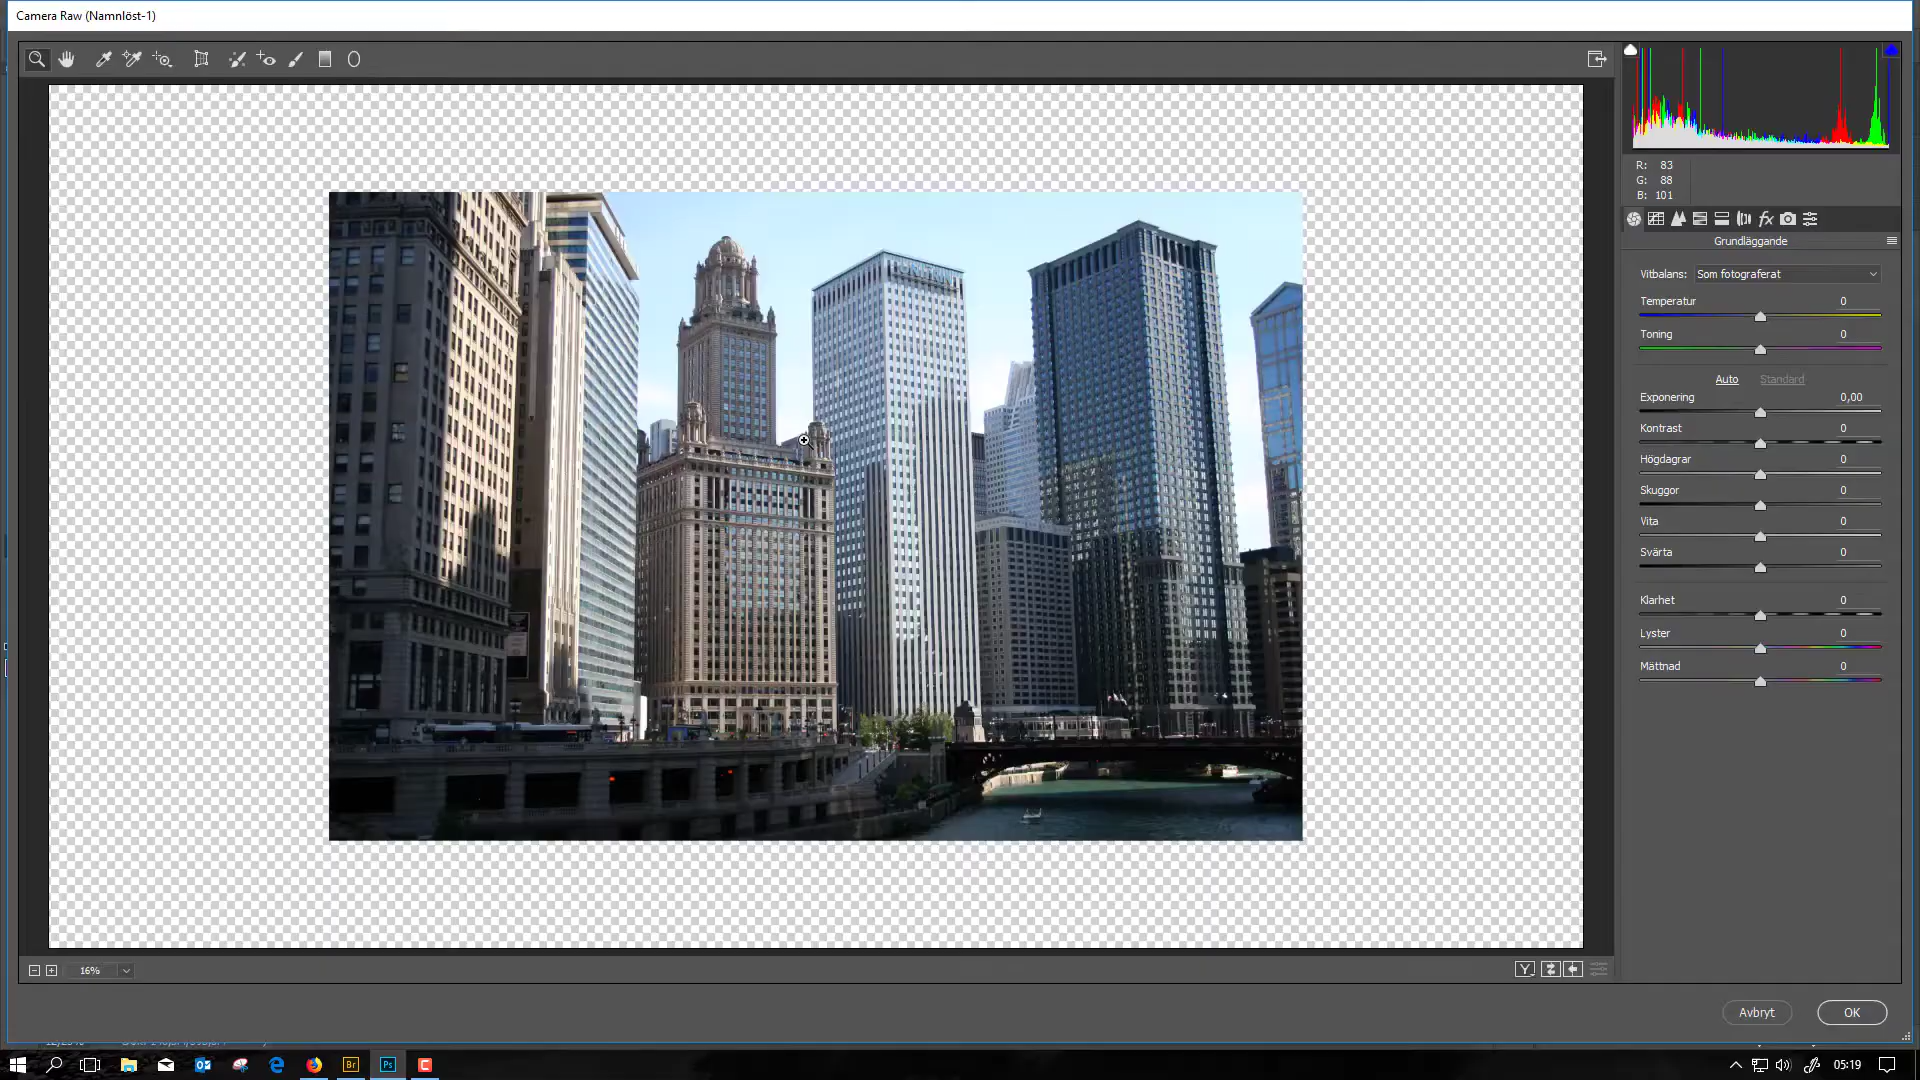 Camera Raw (Namnlöst-1)
R: 83
G: 88
B: 101
Grundläggande
Vitbalans: Som fotograferat
Temperatur 0
Toning 0
Auto Standard
Exponering 0,00
Kontrast 0
Högdagrar 0
Skuggor 0
Vita 0
Svärta 0
Klarhet 0
Lyster 0
Mättnad 0
16%
Avbryt OK
Br Ps C
05:19